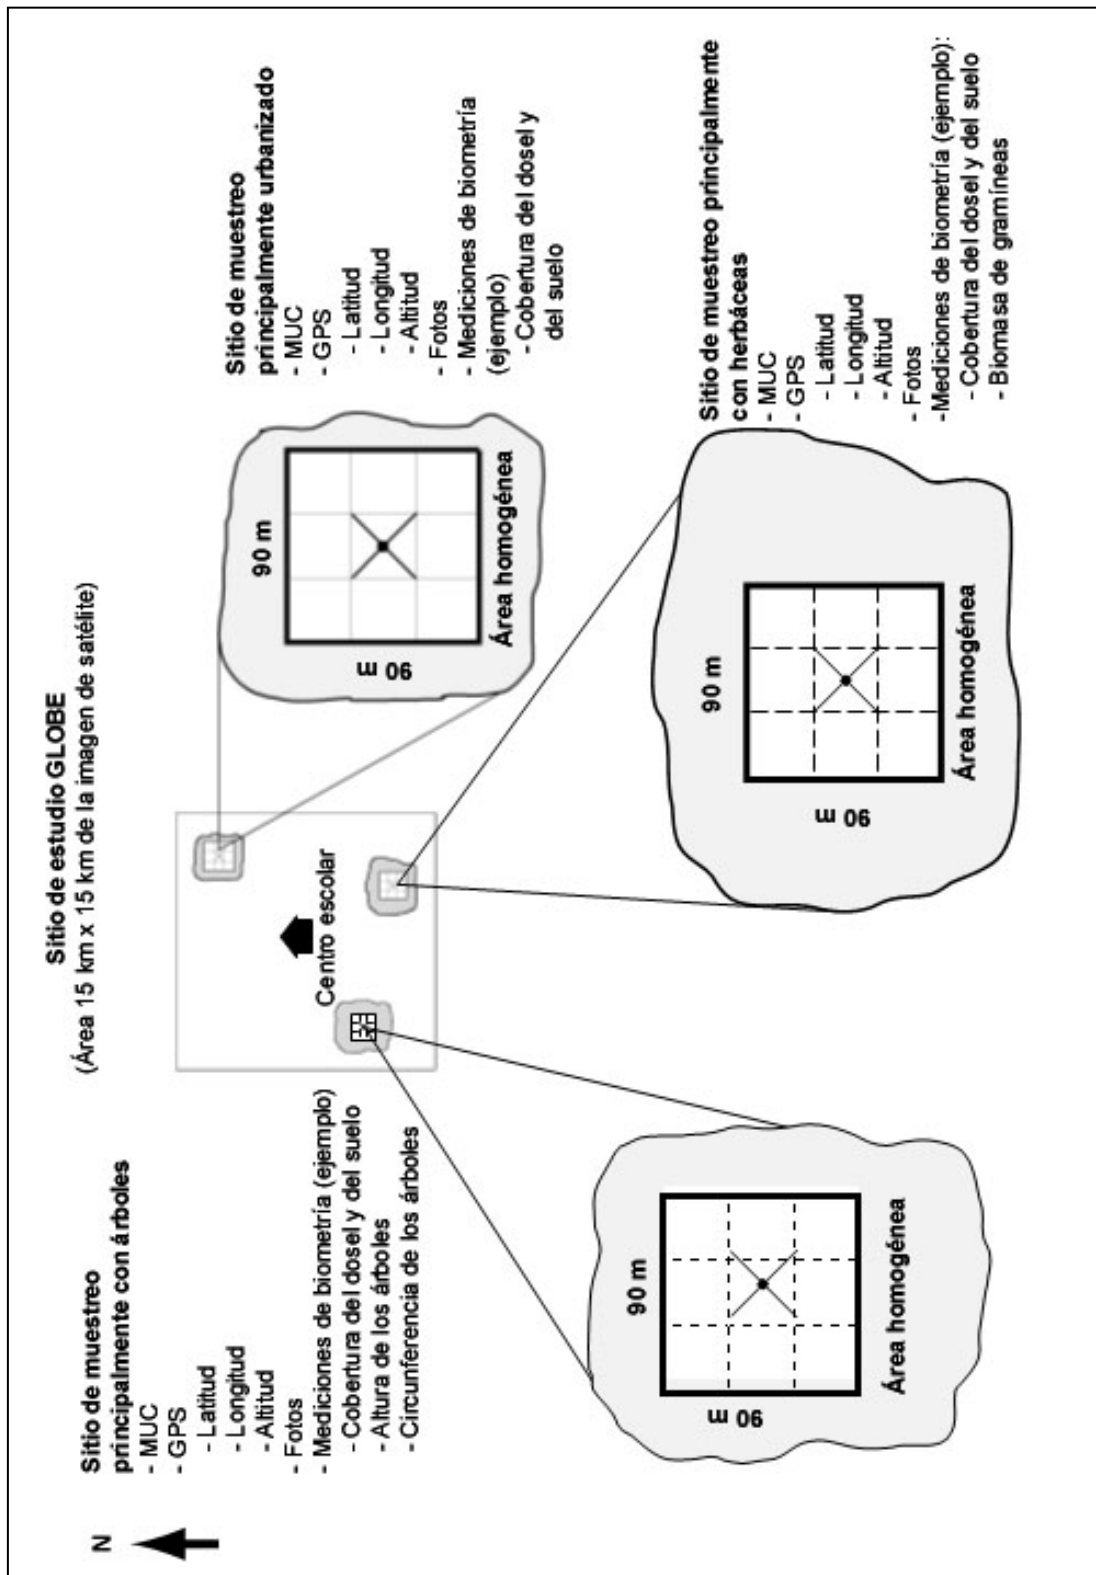 Sitio de estudio GLOBE
(Área 15 km x 15 km de la imagen de satélite)
N
Sitio de muestreo
principalmente con árboles
- MUC
- GPS
- Latitud
- Longitud
- Altitud
- Fotos
- Mediciones de biometría (ejemplo)
- Cobertura del dosel y del suelo
- Altura de los árboles
- Circunferencia de los árboles
Centro escolar
Sitio de muestreo
principalmente urbanizado
- MUC
- GPS
- Latitud
- Longitud
- Altitud
- Fotos
- Mediciones de biometría
(ejemplo)
- Cobertura del dosel y
del suelo
90 m
90 m
Área homogénea
90 m
90 m
Área homogénea
90 m
90 m
Área homogénea
Sitio de muestreo principalmente
con herbáceas
- MUC
- GPS
- Latitud
- Longitud
- Altitud
- Fotos
-Mediciones de biometría (ejemplo):
- Cobertura del dosel y del suelo
- Biomasa de gramíneas